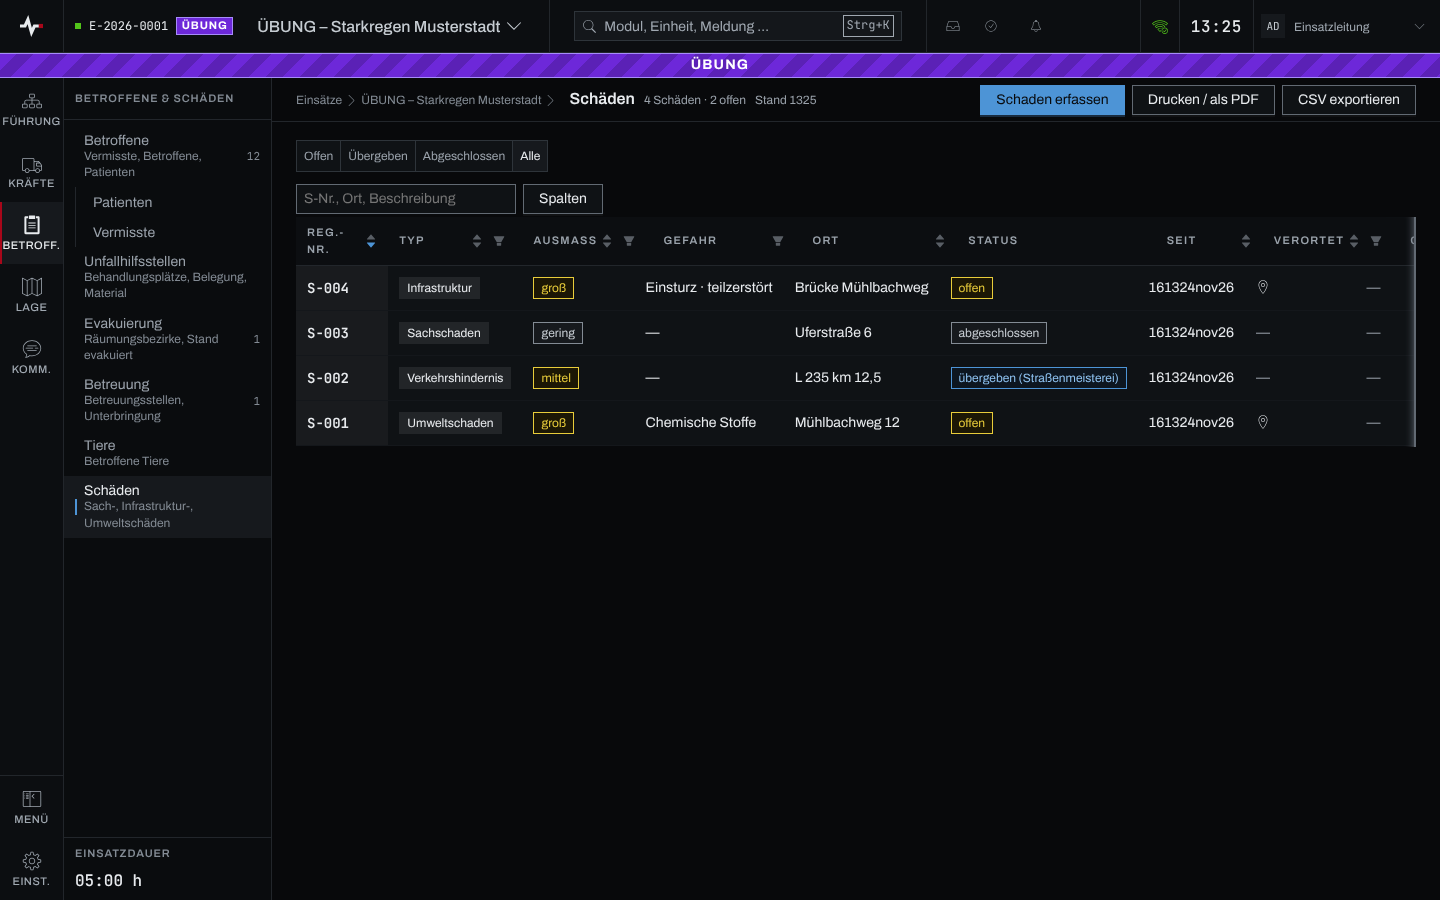 E-2026-0001 ÜBUNG ÜBUNG – Starkregen Musterstadt Modul, Einheit, Meldung ... Strg+K 13:25 AD Einsatzleitung
ÜBUNG
FÜHRUNG
KRÄFTE
BETROFF.
LAGE
KOMM.
MENÜ
EINST.
BETROFFENE & SCHÄDEN
Betroffene
Vermisste, Betroffene, 12
Patienten
Patienten
Vermisste
Unfallhilfsstellen
Behandlungsplätze, Belegung,
Material
Evakuierung
Räumungsbezirke, Stand 1
evakuiert
Betreuung
Betreuungsstellen, 1
Unterbringung
Tiere
Betroffene Tiere
Schäden
Sach-, Infrastruktur-,
Umweltschäden
EINSATZDAUER
05:00 h
Einsätze ÜBUNG – Starkregen Musterstadt Schäden 4 Schäden · 2 offen Stand 1325 Schaden erfassen Drucken / als PDF CSV exportieren
Offen Übergeben Abgeschlossen Alle
S-Nr., Ort, Beschreibung Spalten
REG.-
NR. TYP AUSMASS GEFAHR ORT STATUS SEIT VERORTET
S-004 Infrastruktur groß Einsturz · teilzerstört Brücke Mühlbachweg offen 161324nov26 —
S-003 Sachschaden gering — Uferstraße 6 abgeschlossen 161324nov26 — —
S-002 Verkehrshindernis mittel — L 235 km 12,5 übergeben (Straßenmeisterei) 161324nov26 — —
S-001 Umweltschaden groß Chemische Stoffe Mühlbachweg 12 offen 161324nov26 —